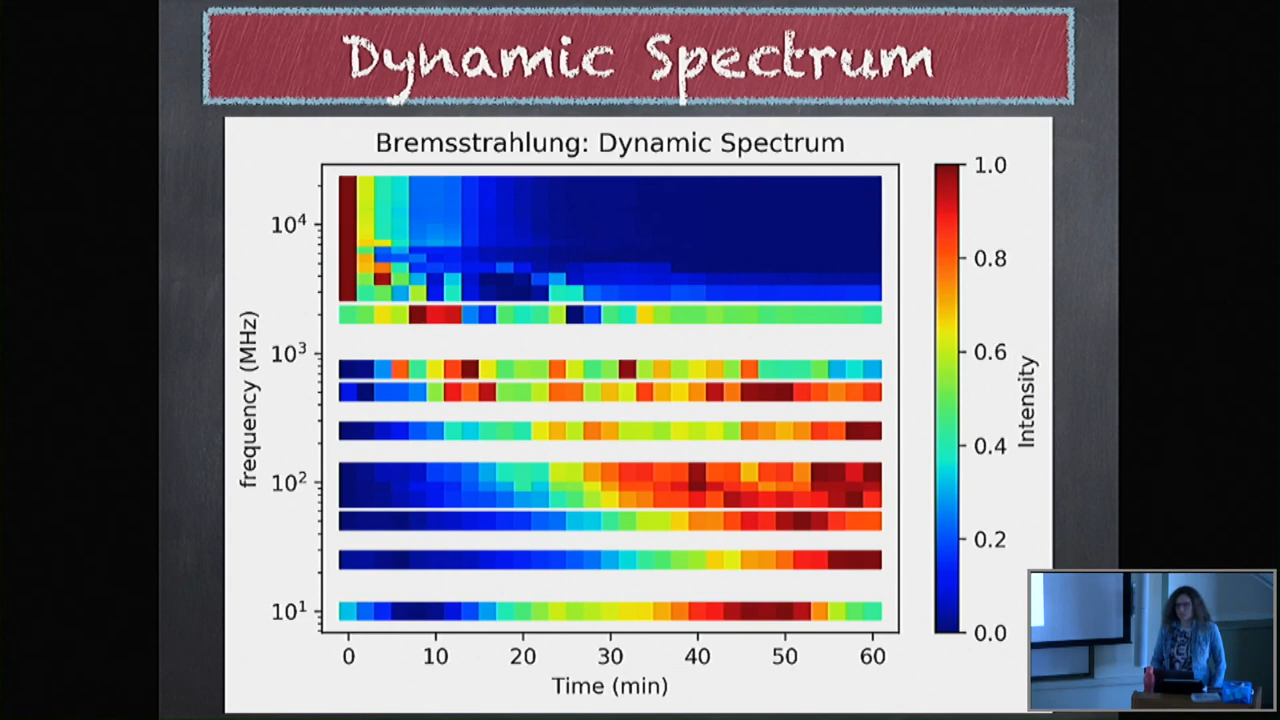 Dynamic Spectrum
Bremsstrahlung: Dynamic Spectrum
10⁴
10³
10²
10¹
frequency (MHz)
0 10 20 30 40 50 60
Time (min)
1.0
0.8
0.6
0.4
0.2
0.0
Intensity